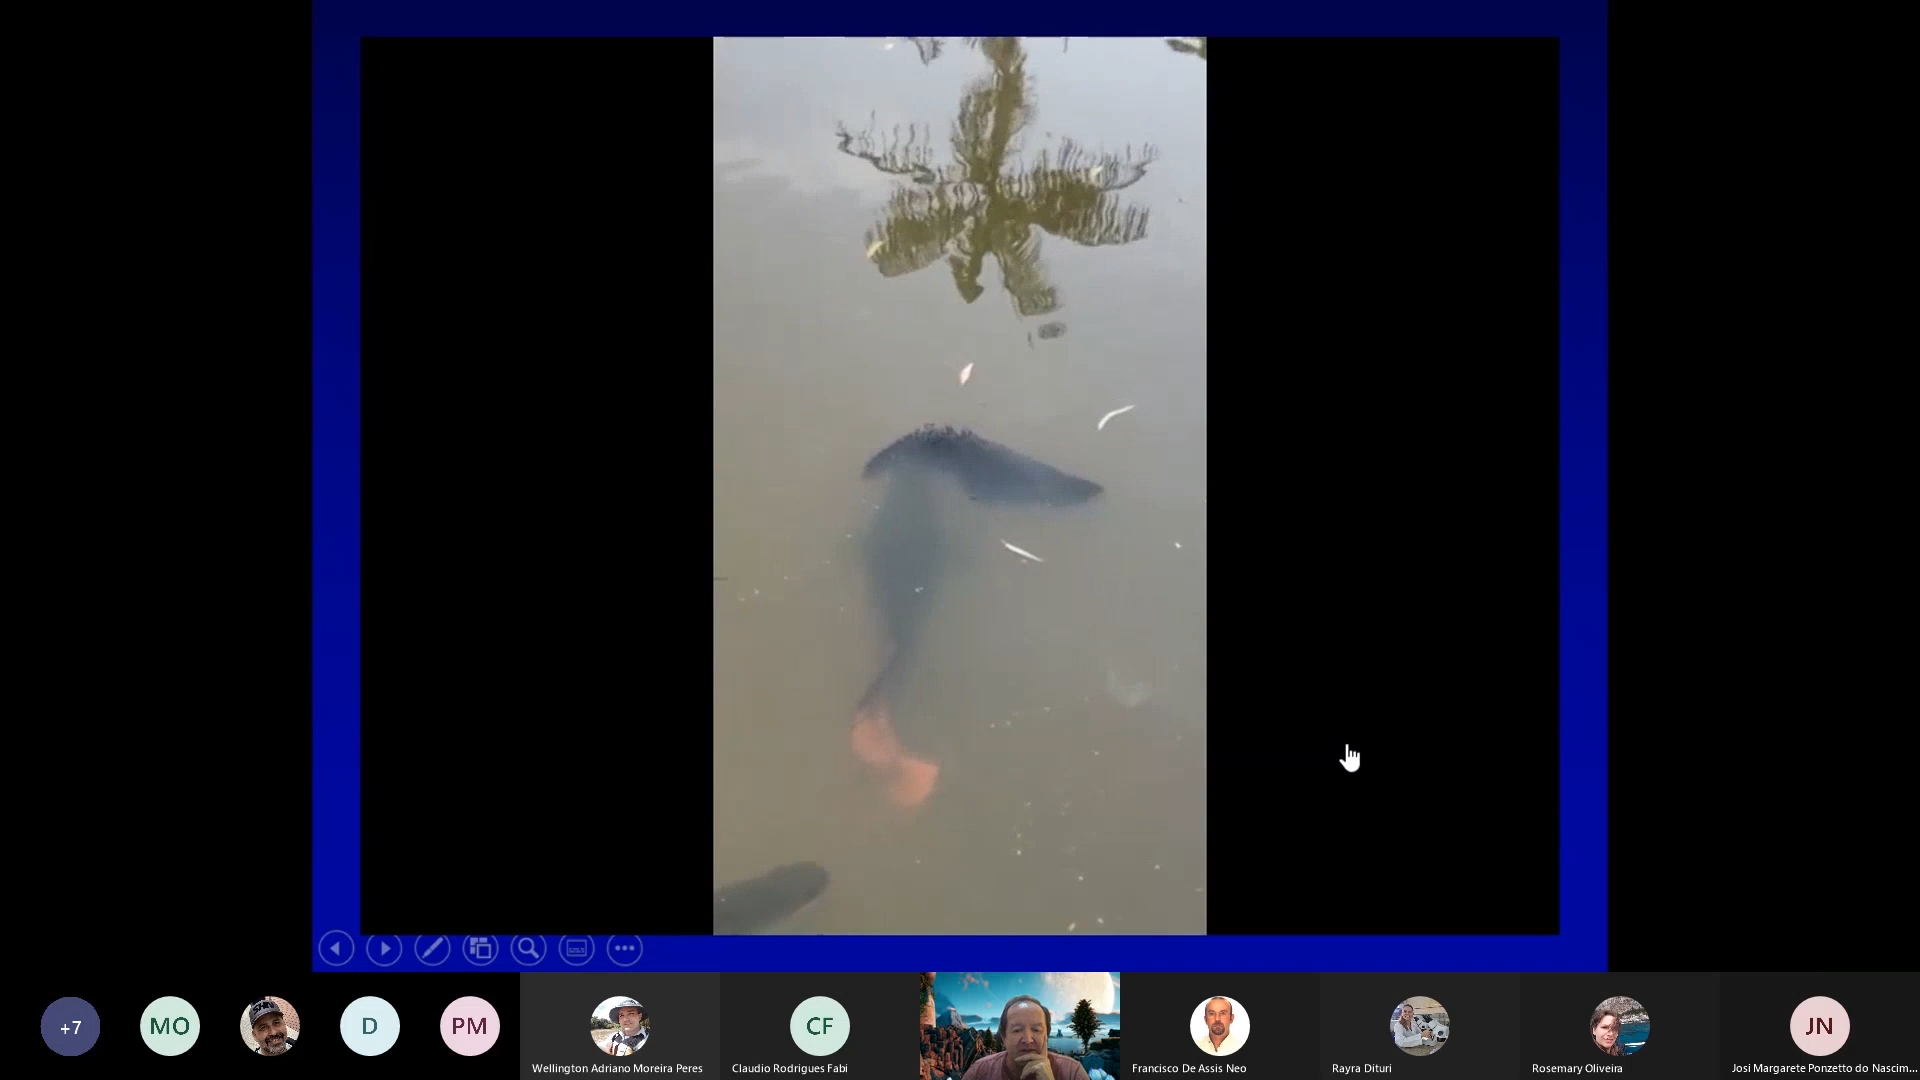 +7
MO
D
PM
CF
JN
Wellington Adriano Moreira Peres
Claudio Rodrigues Fabi
Francisco De Assis Neo
Rayra Dituri
Rosemary Oliveira
Josi Margarete Ponzetto do Nascim...